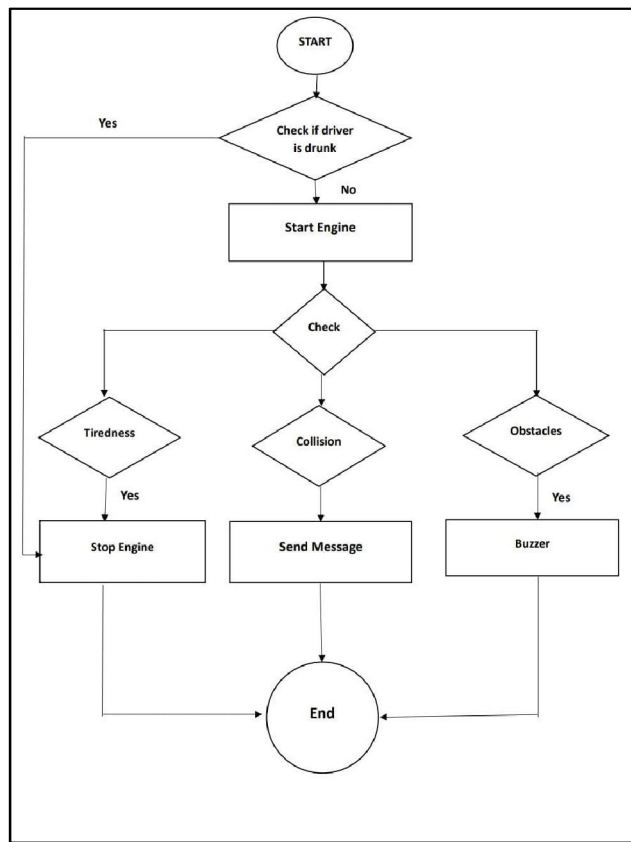 START
Yes
Check if driver
is drunk
No
Start Engine
Check
Tiredness
Collision
Obstacles
Yes
Yes
Stop Engine
Send Message
Buzzer
End